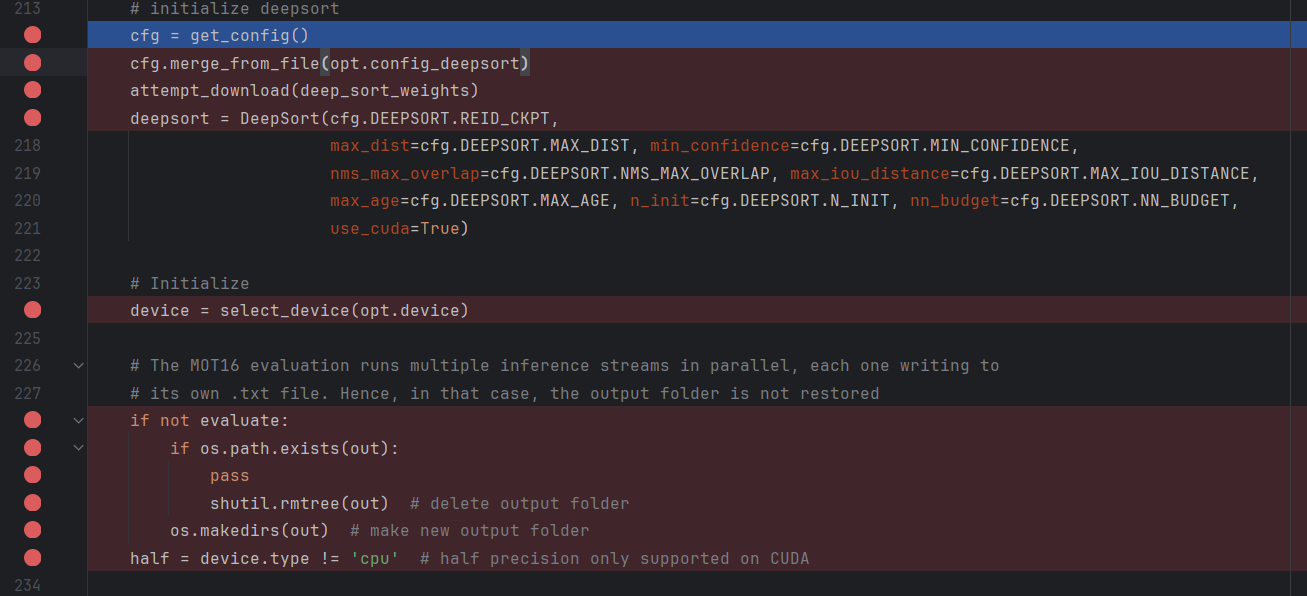 213 # initialize deepsort
cfg = get_config()
cfg.merge_from_file(opt.config_deepsort)
attempt_download(deep_sort_weights)
deepsort = DeepSort(cfg.DEEPSORT.REID_CKPT,
218 max_dist=cfg.DEEPSORT.MAX_DIST, min_confidence=cfg.DEEPSORT.MIN_CONFIDENCE,
219 nms_max_overlap=cfg.DEEPSORT.NMS_MAX_OVERLAP, max_iou_distance=cfg.DEEPSORT.MAX_IOU_DISTANCE,
220 max_age=cfg.DEEPSORT.MAX_AGE, n_init=cfg.DEEPSORT.N_INIT, nn_budget=cfg.DEEPSORT.NN_BUDGET,
221 use_cuda=True)
222
223 # Initialize
device = select_device(opt.device)
225
226 # The MOT16 evaluation runs multiple inference streams in parallel, each one writing to
227 # its own .txt file. Hence, in that case, the output folder is not restored
if not evaluate:
if os.path.exists(out):
pass
shutil.rmtree(out)  # delete output folder
os.makedirs(out)  # make new output folder
half = device.type != 'cpu'  # half precision only supported on CUDA
234